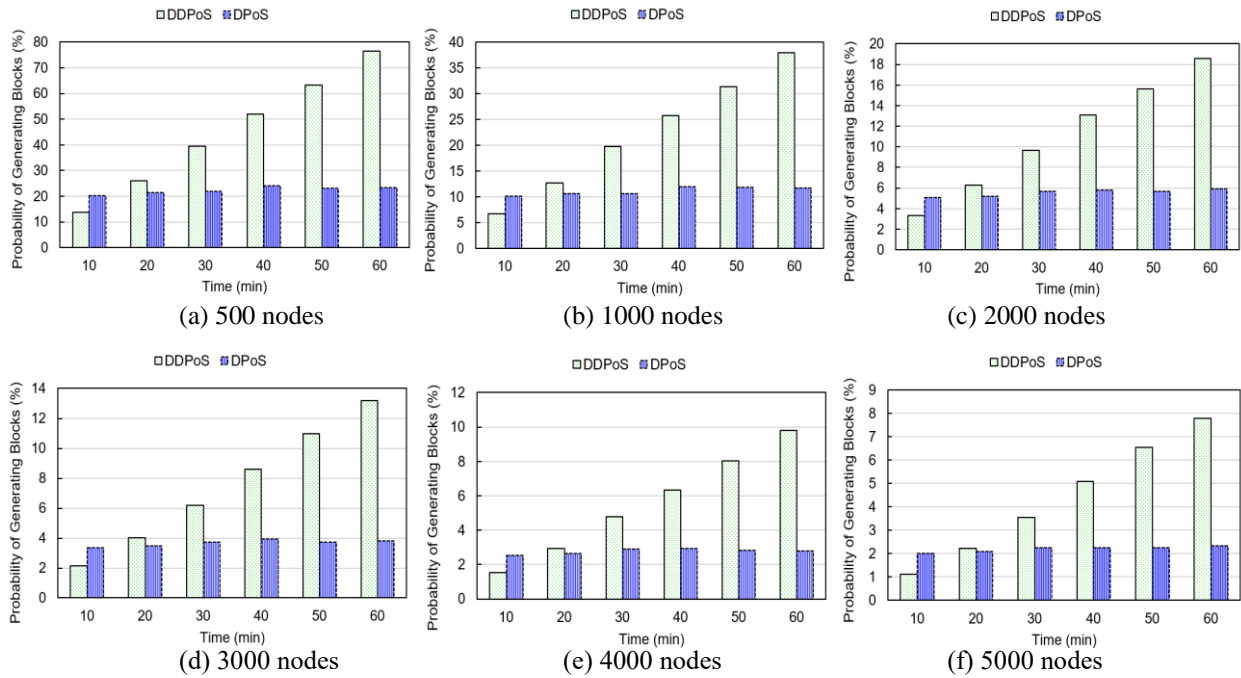 DDPoS DPoS
Probability of Generating Blocks (%)
80
70
60
50
40
30
20
10
0
10 20 30 40 50 60
Time (min)
(a) 500 nodes
DDPoS DPoS
Probability of Generating Blocks (%)
40
35
30
25
20
15
10
5
0
10 20 30 40 50 60
Time (min)
(b) 1000 nodes
DDPoS DPoS
Probability of Generating Blocks (%)
20
18
16
14
12
10
8
6
4
2
0
10 20 30 40 50 60
Time (min)
(c) 2000 nodes
DDPoS DPoS
Probability of Generating Blocks (%)
14
12
10
8
6
4
2
0
10 20 30 40 50 60
Time (min)
(d) 3000 nodes
DDPoS DPoS
Probability of Generating Blocks (%)
12
10
8
6
4
2
0
10 20 30 40 50 60
Time (min)
(e) 4000 nodes
DDPoS DPoS
Probability of Generating Blocks (%)
9
8
7
6
5
4
3
2
1
0
10 20 30 40 50 60
Time (min)
(f) 5000 nodes